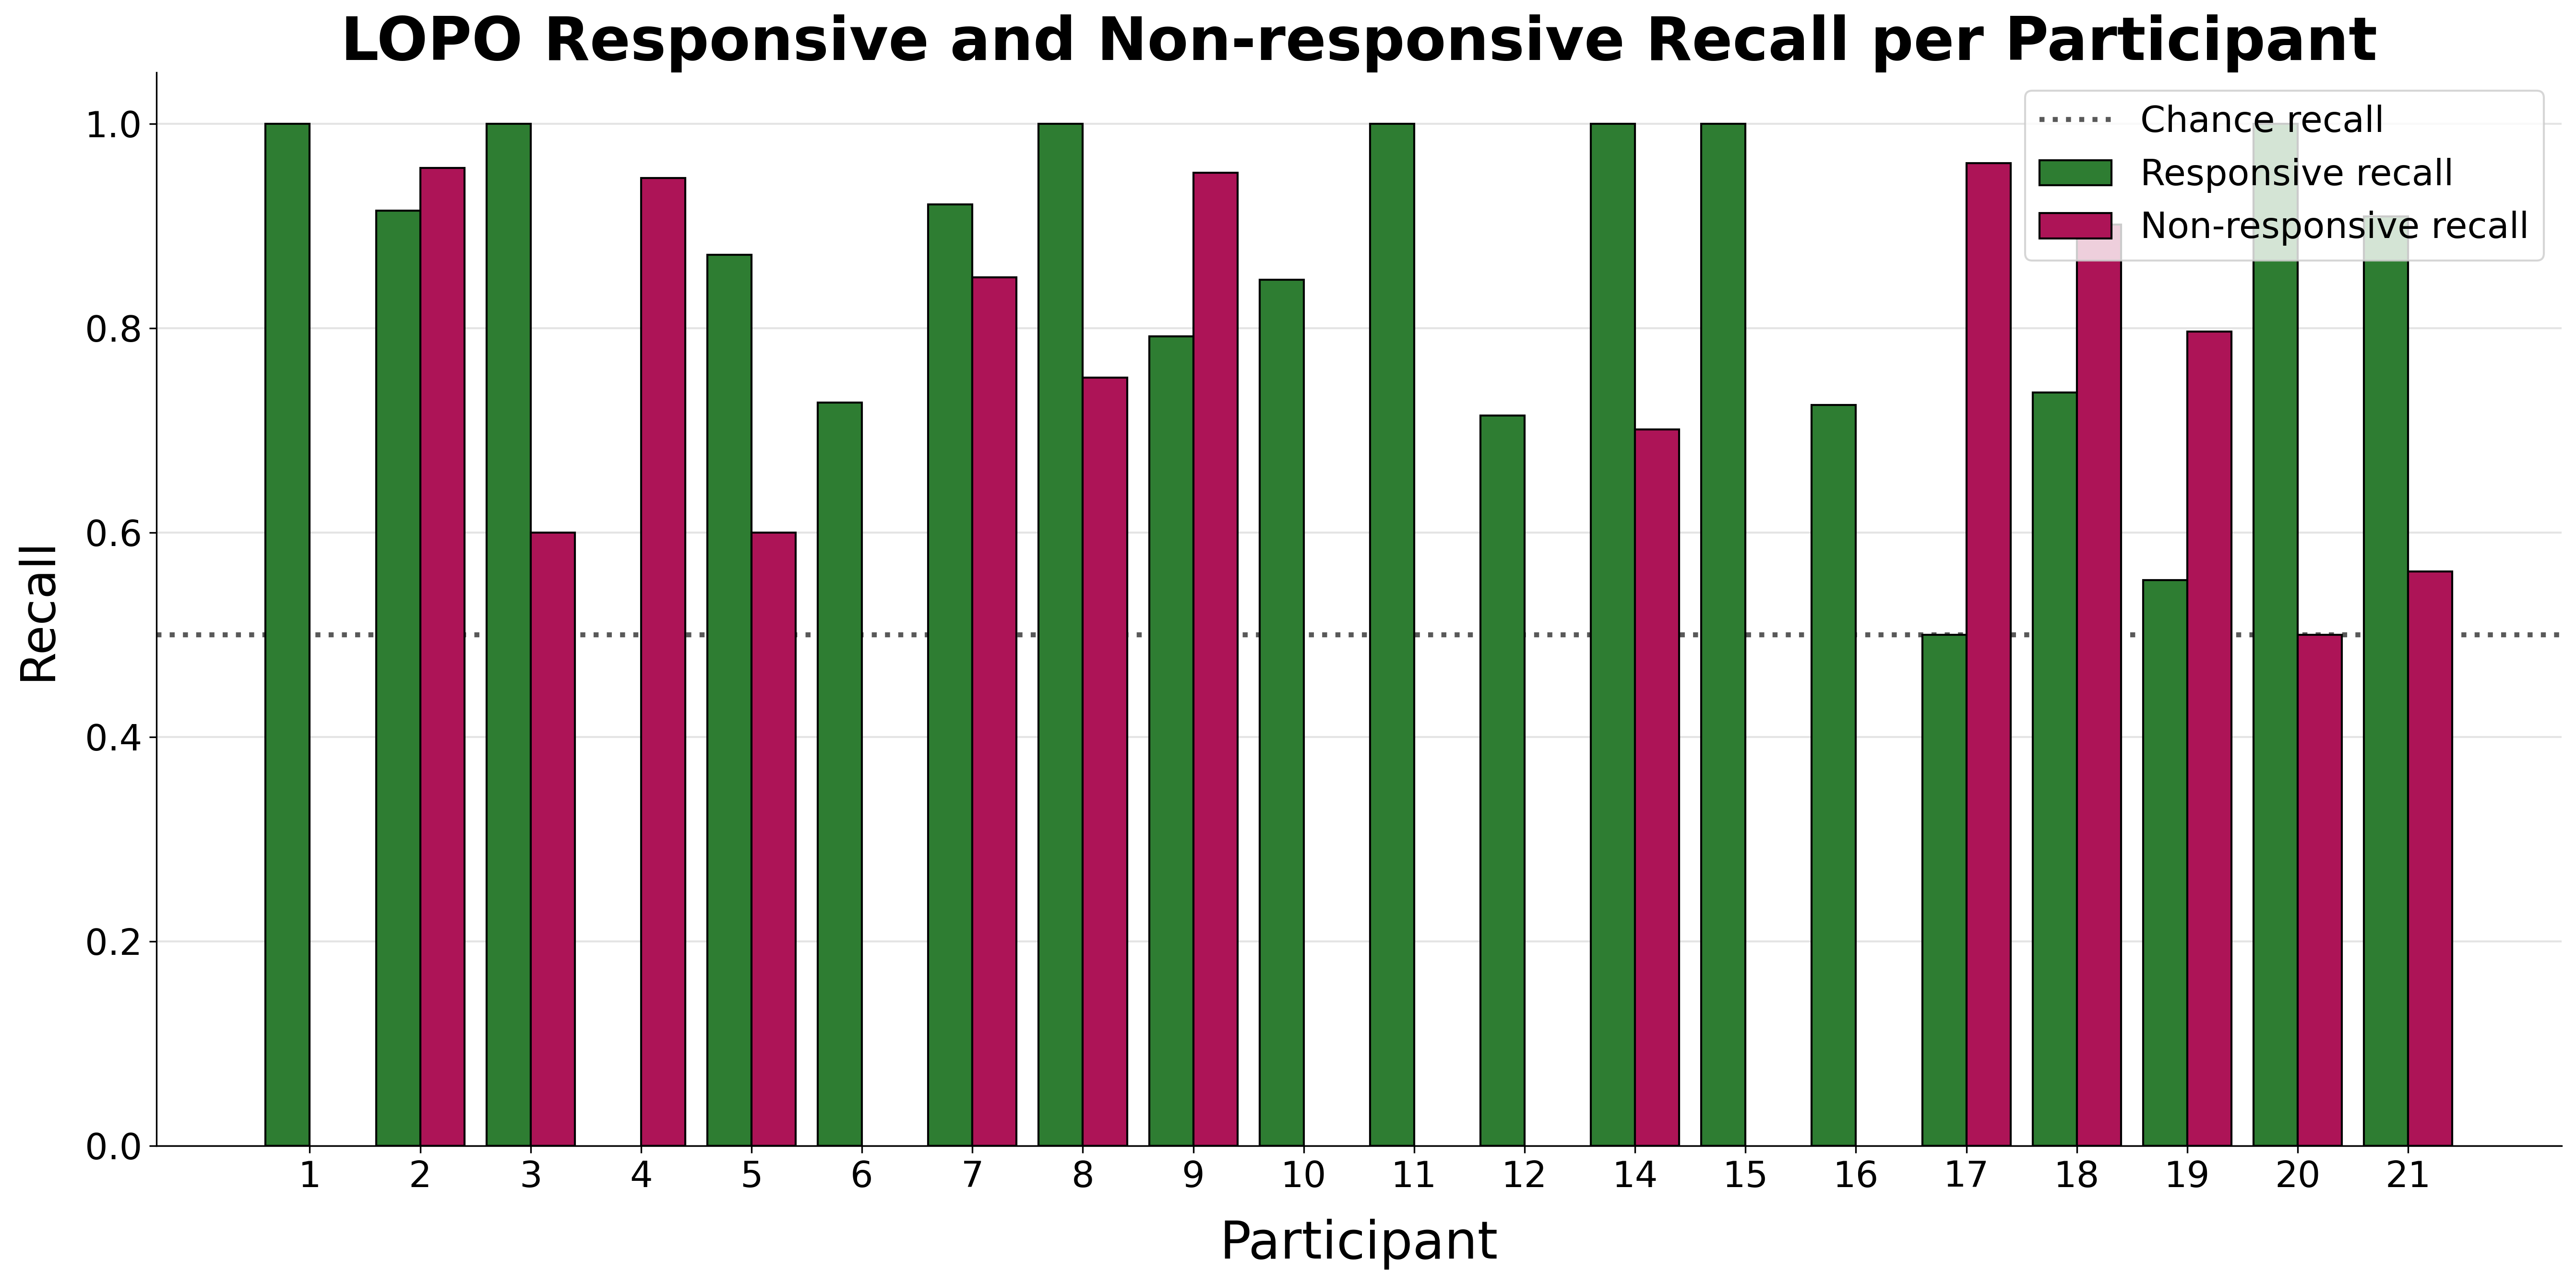 LOPO Responsive and Non-responsive Recall per Participant
Chance recall
Responsive recall
Non-responsive recall
1.0
0.8
0.6
0.4
0.2
0.0
Recall
1 2 3 4 5 6 7 8 9 10 11 12 14 15 16 17 18 19 20 21
Participant